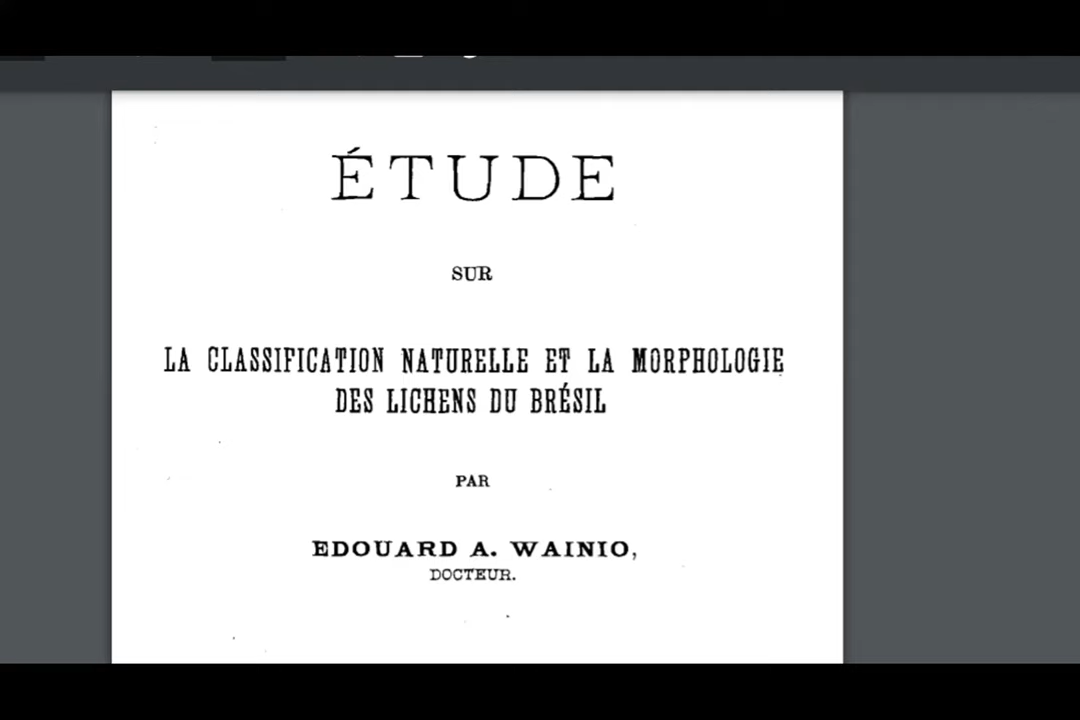 ÉTUDE
SUR
LA CLASSIFICATION NATURELLE ET LA MORPHOLOGIE
DES LICHENS DU BRÉSIL
PAR
EDOUARD A. WAINIO,
DOCTEUR.